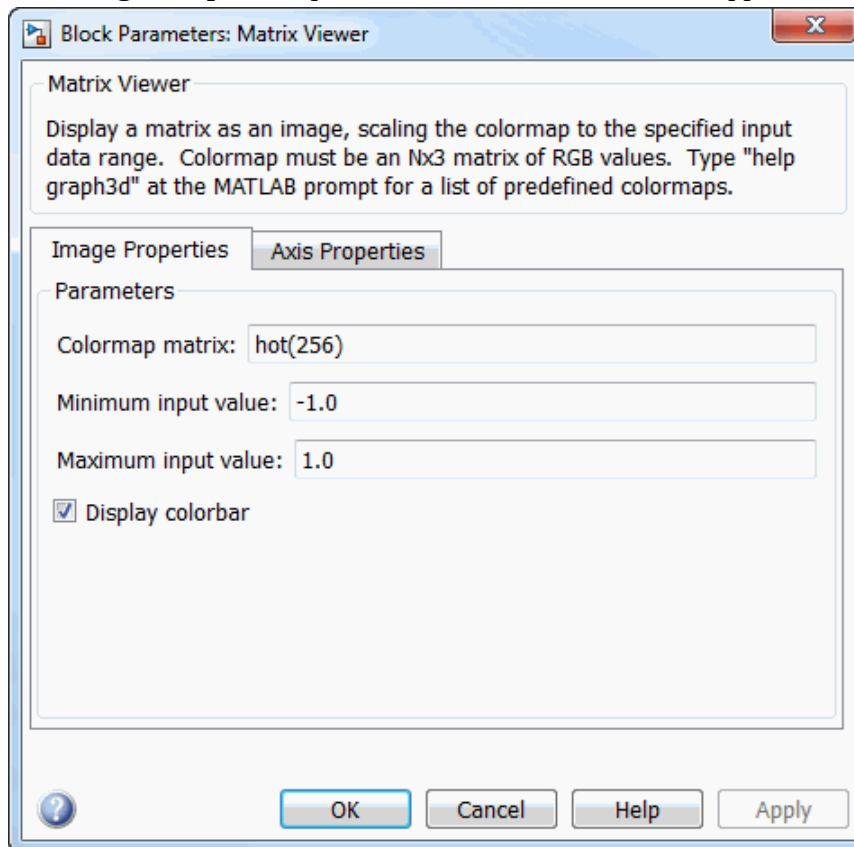 Block Parameters: Matrix Viewer
Matrix Viewer
Display a matrix as an image, scaling the colormap to the specified input
data range.  Colormap must be an Nx3 matrix of RGB values.  Type "help
graph3d" at the MATLAB prompt for a list of predefined colormaps.
Image Properties Axis Properties
Parameters
Colormap matrix: hot(256)
Minimum input value: -1.0
Maximum input value: 1.0
Display colorbar
OK Cancel Help Apply